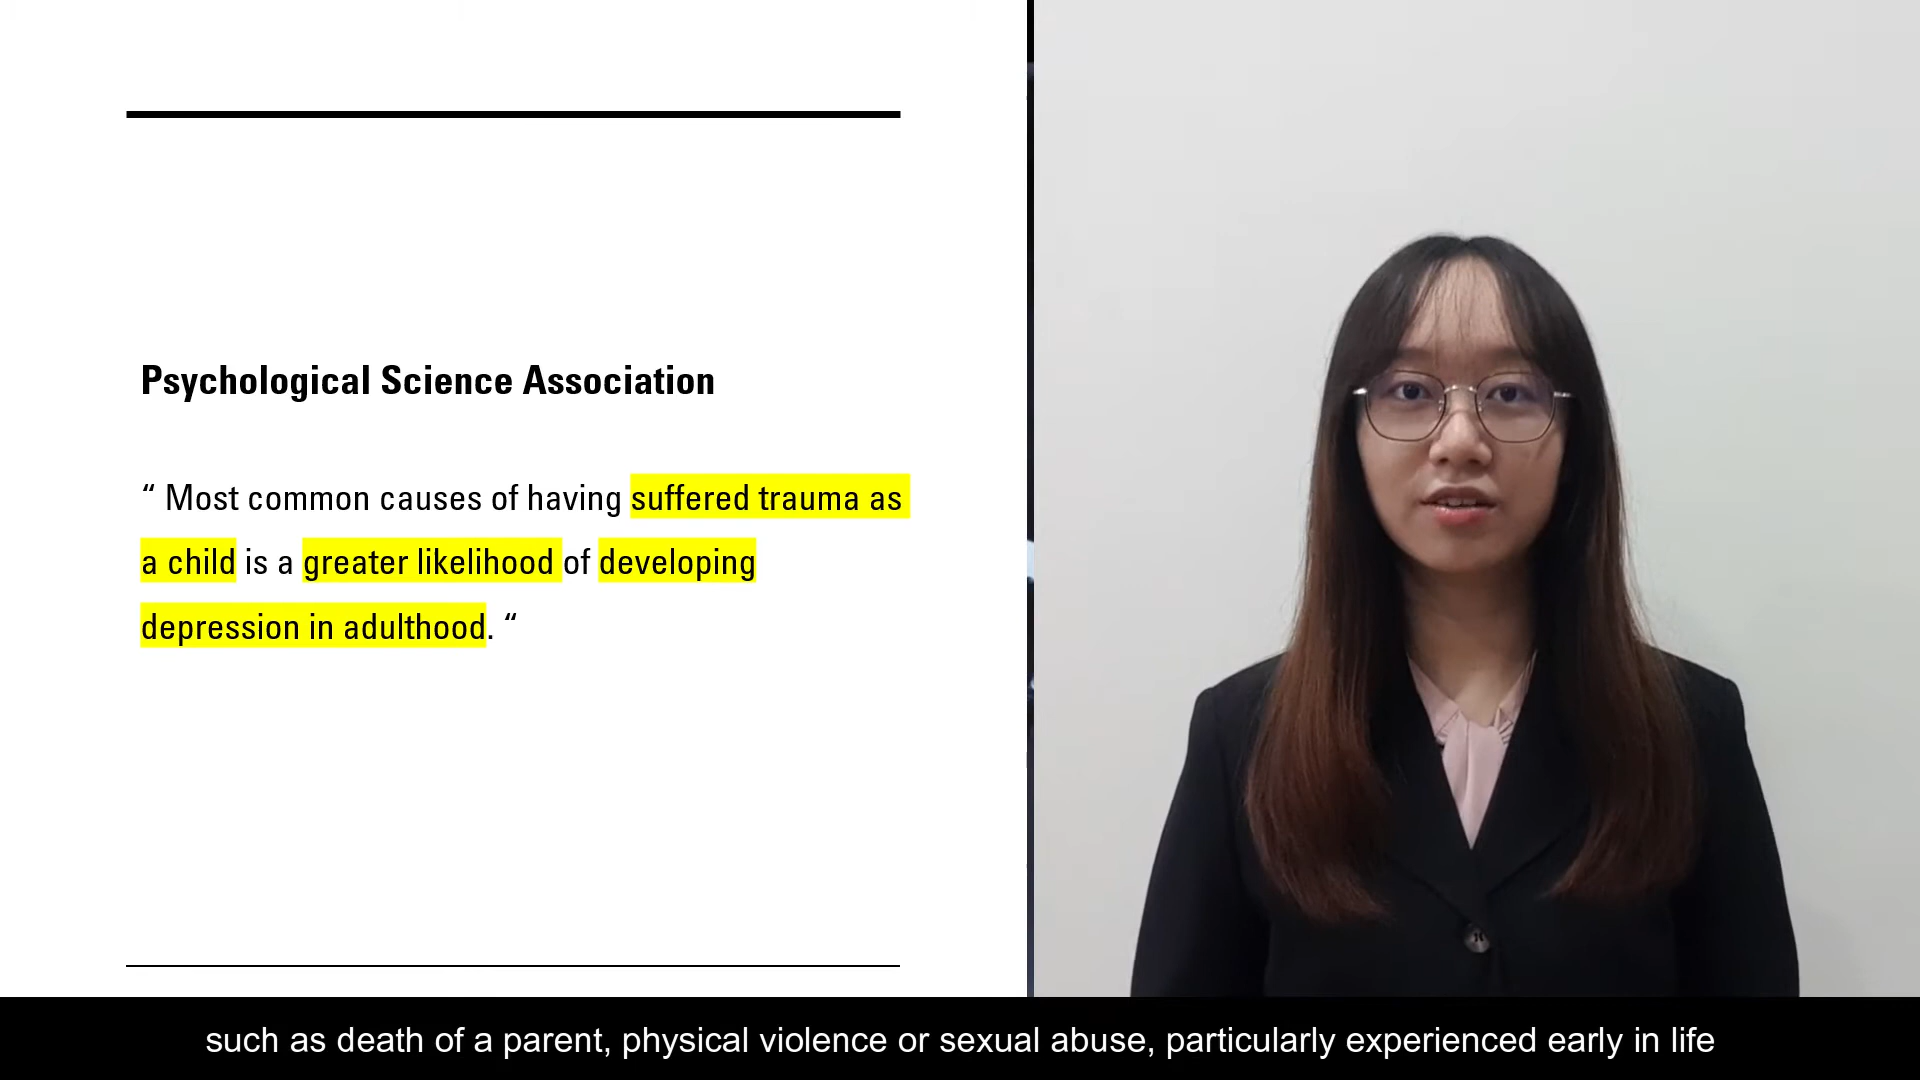 Psychological Science Association
“ Most common causes of having suffered trauma as
a child is a greater likelihood of developing
depression in adulthood. “
such as death of a parent, physical violence or sexual abuse, particularly experienced early in life